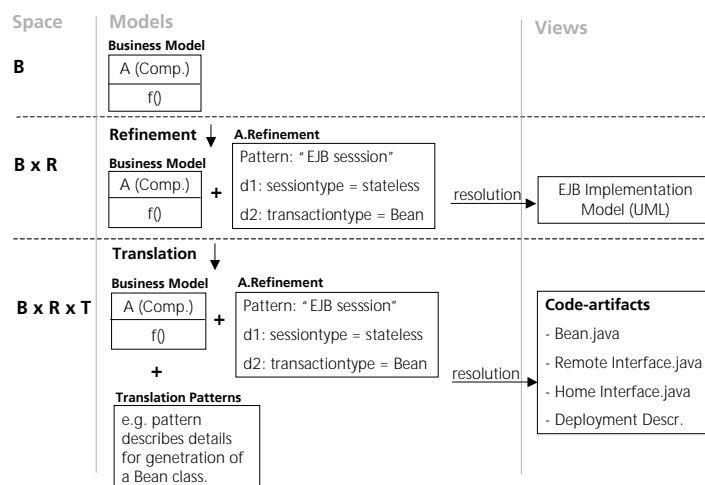 Space
Models
Views
Business Model
B
A (Comp.)
f()
Refinement
A.Refinement
B x R
Business Model
Pattern: "EJB sesssion"
A (Comp.)
+
d1: sessiontype = stateless
f()
d2: transactiontype = Bean
resolution
EJB Implementation
Model (UML)
Translation
Business Model
A.Refinement
B x R x T
A (Comp.)
+
Pattern: "EJB sesssion"
f()
d1: sessiontype = stateless
d2: transactiontype = Bean
+
resolution
Code-artifacts
- Bean.java
- Remote Interface.java
- Home Interface.java
- Deployment Descr.
Translation Patterns
e.g. pattern
describes details
for genetration of
a Bean class.